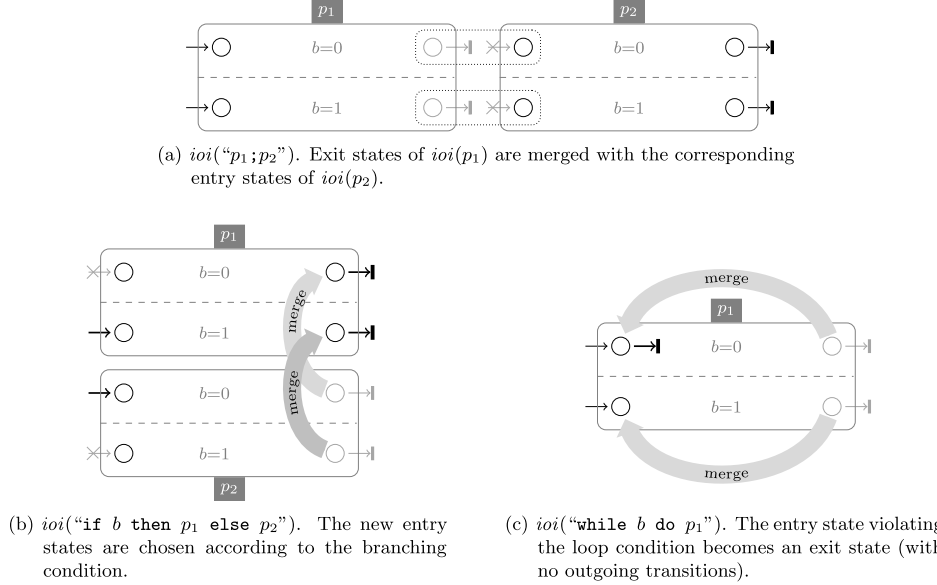 p₁ p₂
b=0 b=0
b=1 b=1
(a) ioi(“p₁;p₂”). Exit states of ioi(p₁) are merged with the corresponding
entry states of ioi(p₂).
p₁
b=0
merge
b=1
b=0
merge
b=1
p₂
(b) ioi(“if b then p₁ else p₂”). The new entry
states are chosen according to the branching
condition.
merge
p₁
b=0
b=1
merge
(c) ioi(“while b do p₁”). The entry state violating
the loop condition becomes an exit state (with
no outgoing transitions).